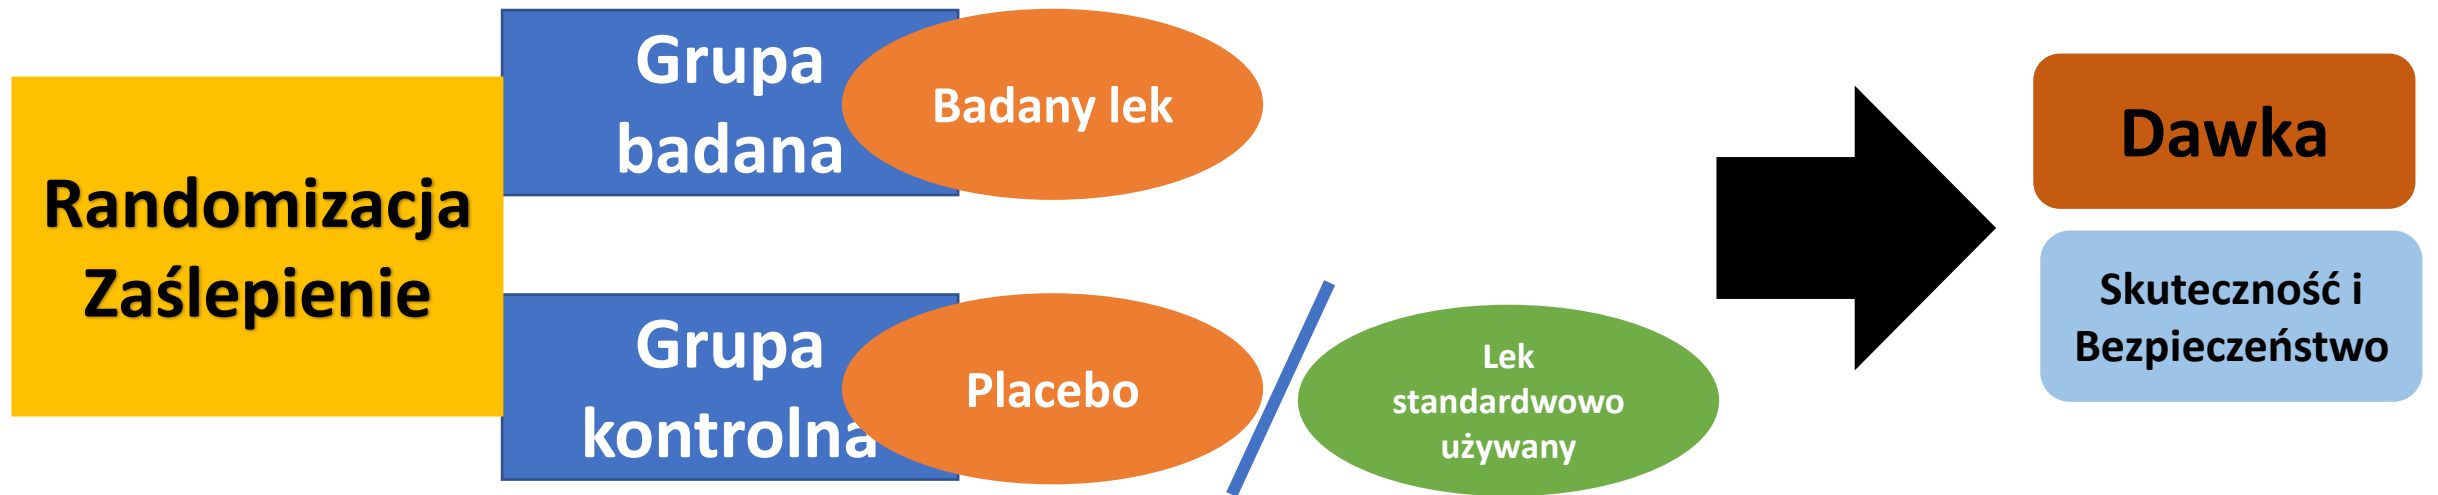 Randomizacja
Zaślepienie
Grupa
badana
Badany lek
Grupa
kontrolna
Placebo
/
Lek
standardwowo
używany
Dawka
Skuteczność i
Bezpieczeństwo